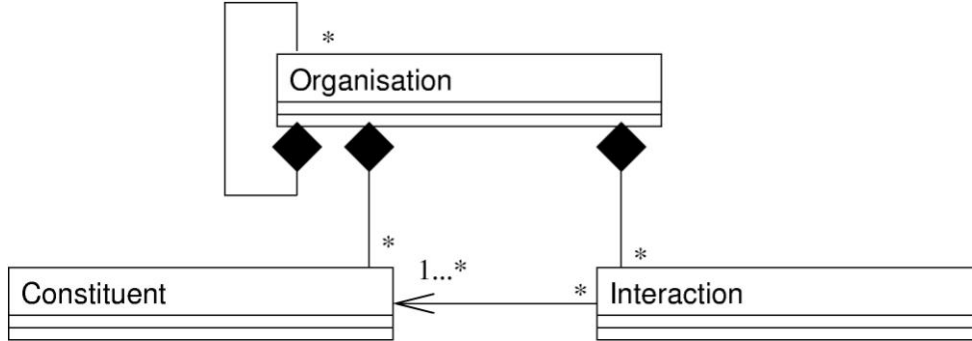 *
Organisation
*
*
1...*
*
Constituent
Interaction